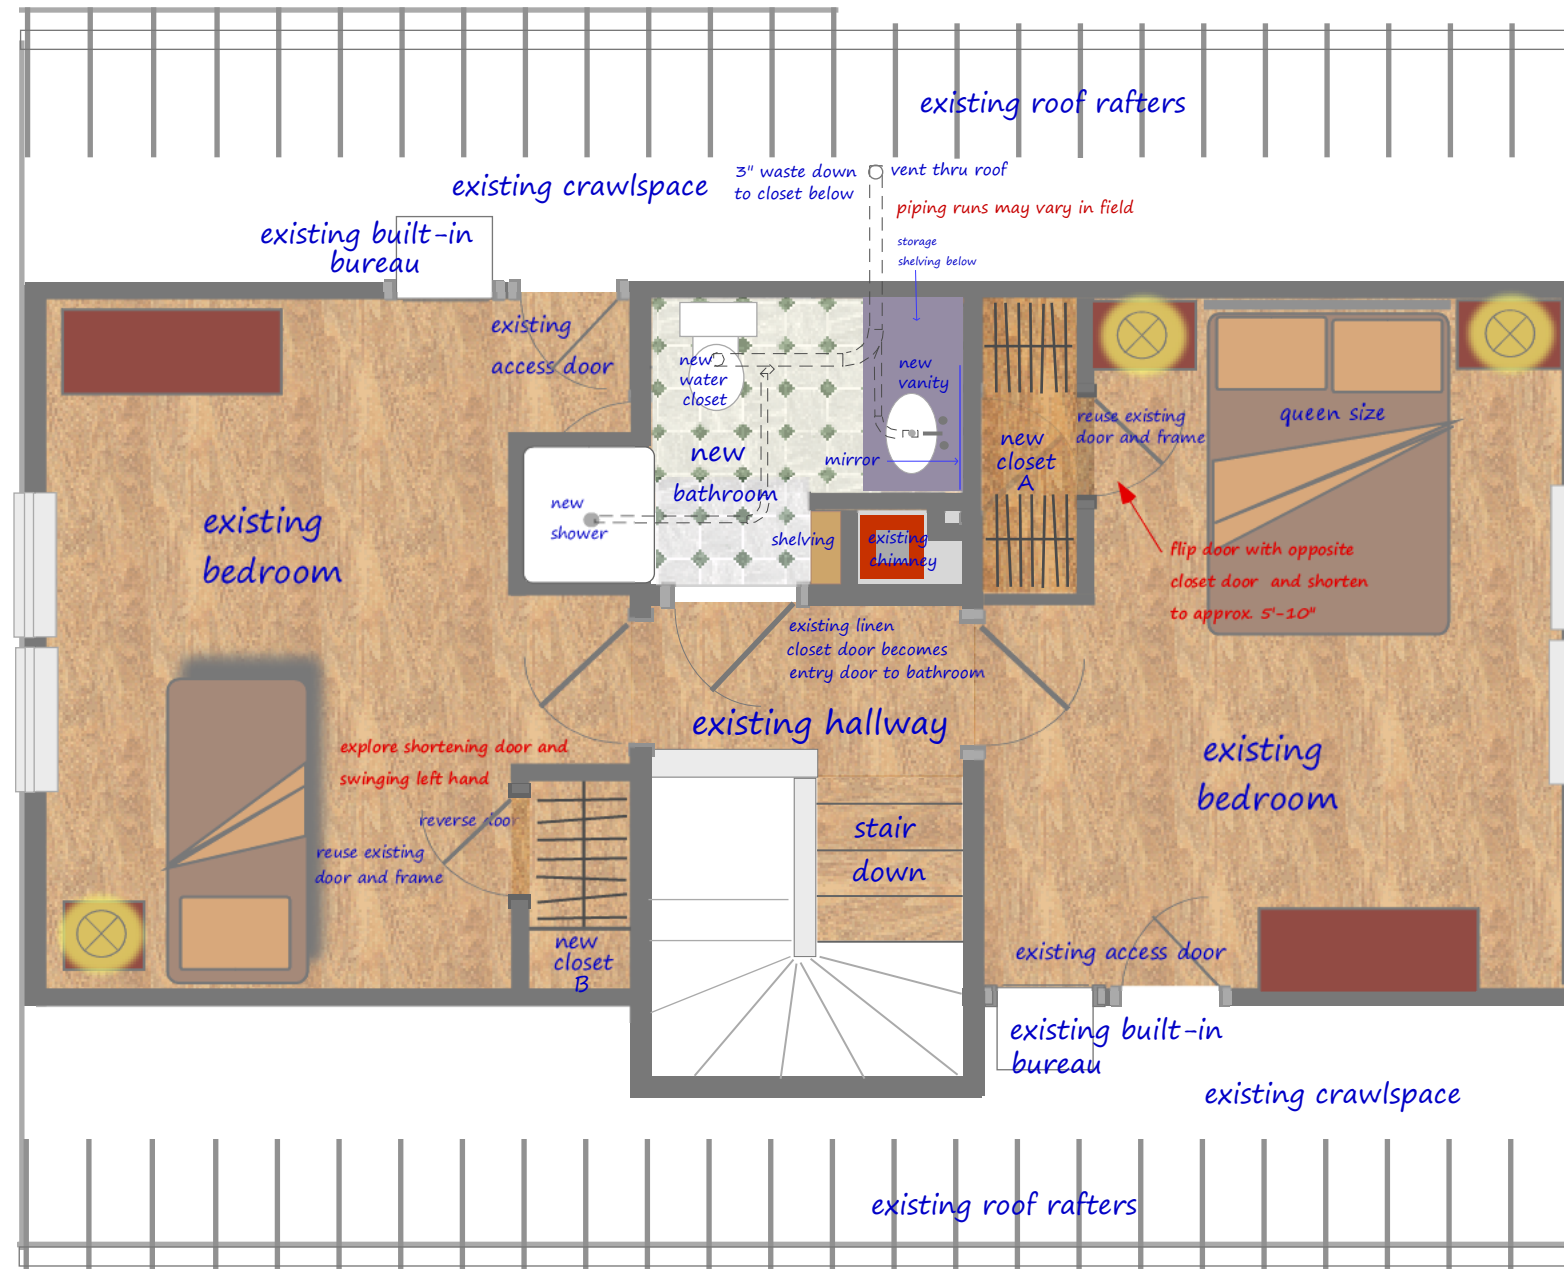 existing roof rafters
3" waste down
to closet below
vent thru roof
existing crawlspace
piping runs may vary in field
existing built-in
bureau
storage
shelving below
existing
access door
new
water
closet
new
vanity
reuse existing
door and frame
queen size
new
bathroom
mirror
new
closet
A
new
shower
existing
bedroom
shelving
existing
chimney
flip door with opposite
closet door and shorten
to approx. 5'-10"
existing linen
closet door becomes
entry door to bathroom
existing hallway
explore shortening door and
swinging left hand
existing
bedroom
reverse door
reuse existing
door and frame
stair
down
new
closet
B
existing access door
existing built-in
bureau
existing crawlspace
existing roof rafters